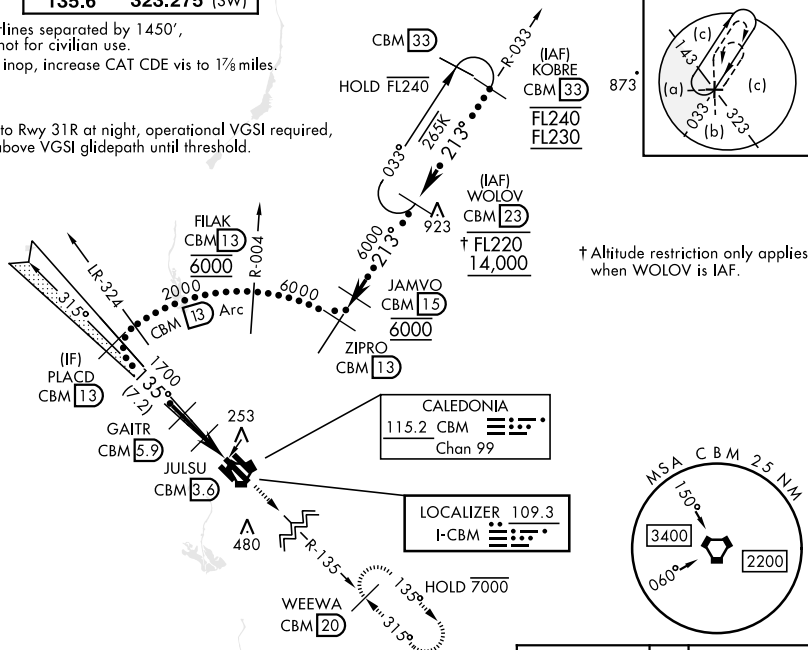 135.6 323.275 (SW)
rlines separated by 1450',
not for civilian use.
inop, increase CAT CDE vis to 1⅞ miles.
to Rwy 31R at night, operational VGSI required,
above VGSI glidepath until threshold.
CBM 33
HOLD FL240
R-033
(IAF)
KOBRE
CBM 33
FL240
FL230
873
(c)
143
(a)
(c)
033
(b)
323
033°
265K
213°
(IAF)
WOLOV
CBM 23
† FL220
14,000
923
6000
213°
† Altitude restriction only applies
when WOLOV is IAF.
FILAK
CBM 13
6000
R-004
LR-324
2000
6000
CBM 13 Arc
JAMVO
CBM 15
6000
ZIPRO
CBM 13
315°
(IF)
PLACD
CBM 13
1700
135°
(7.2)
GAITR
CBM 5.9
253
JULSU
CBM 3.6
CALEDONIA
115.2 CBM
Chan 99
LOCALIZER 109.3
I-CBM
480
R-135
HOLD 7000
135°
315°
WEEWA
CBM 20
MSA CBM 25 NM
150°
3400
2200
060°